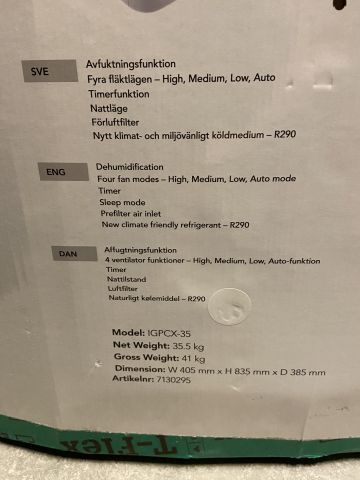 SVE
Avfuktningsfunktion
Fyra fläktlägen – High, Medium, Low, Auto
Timerfunktion
Nattläge
Förluftfilter
Nytt klimat- och miljövänligt köldmedium – R290
ENG
Dehumidification
Four fan modes – High, Medium, Low, Auto mode
Timer
Sleep mode
Prefilter air inlet
New climate friendly refrigerant – R290
DAN
Affugtningsfunktion
4 ventilator funktioner – High, Medium, Low, Auto-funktion
Timer
Nattilstand
Luftfilter
Naturligt kølemiddel – R290
Model: IGPCX-35
Net Weight: 35.5 kg
Gross Weight: 41 kg
Dimension: W 405 mm x H 835 mm x D 385 mm
Artikelnr: 7130295
T-Flex